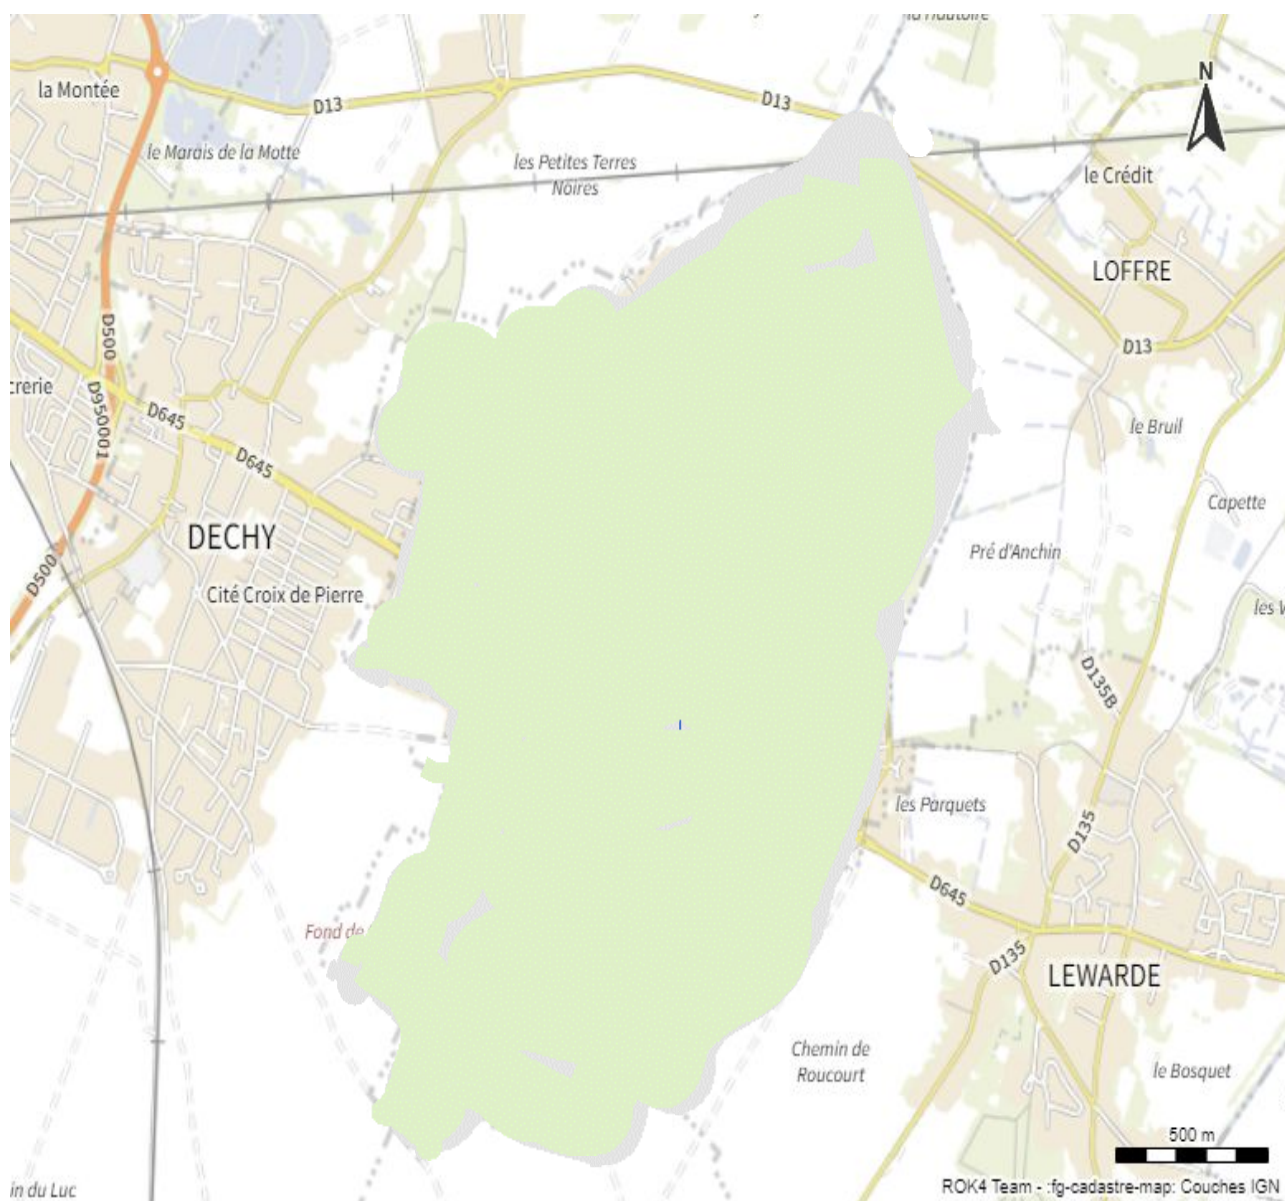 la Hautoire
N
la Montée
D13
D13
le Marais de la Motte
les Petites Terres
Noires
le Crédit
LOFFRE
D500
D13
crerie
D950001
D645
le Bruil
D645
Capette
DECHY
Pré d'Anchin
D500
Cité Croix de Pierre
les V
D135B
les Parquets
D135
D645
Fond de
D135
LEWARDE
Chemin de
Roucourt
le Bosquet
500 m
in du Luc
ROK4 Team - :fg-cadastre-map: Couches IGN